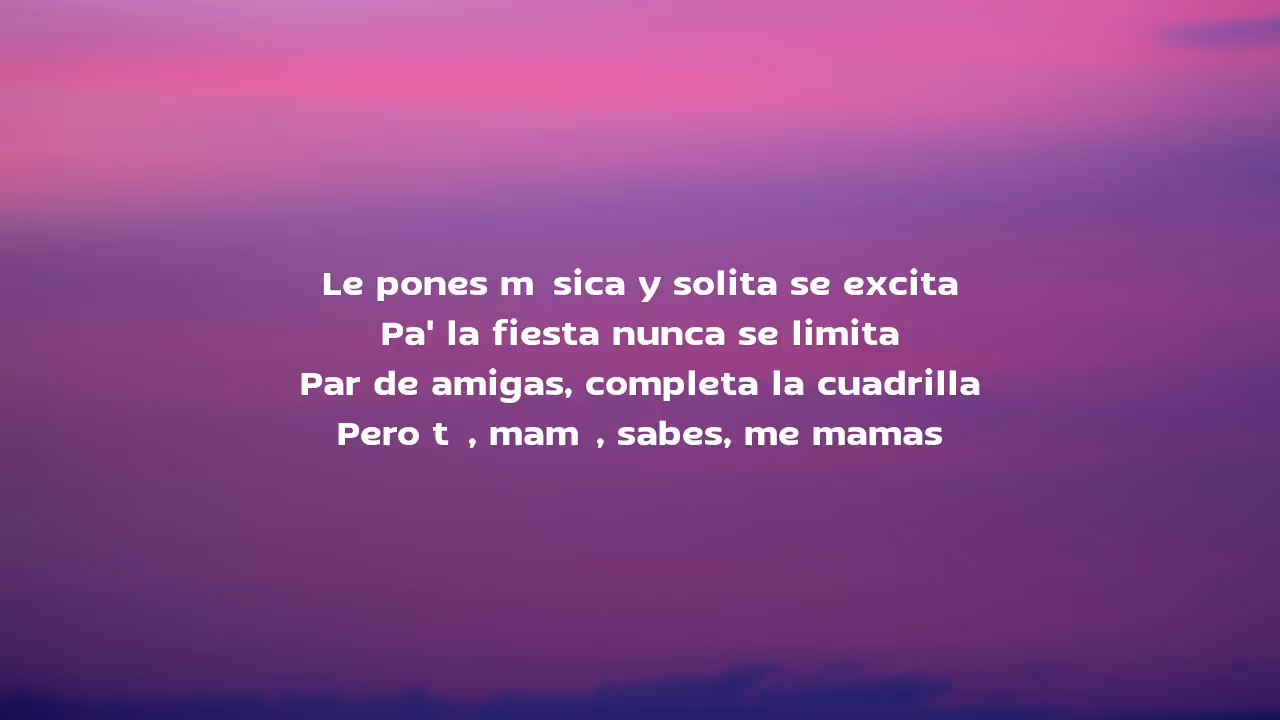 Le pones m sica y solita se excita
Pa' la fiesta nunca se limita
Par de amigas, completa la cuadrilla
Pero t , mam , sabes, me mamas